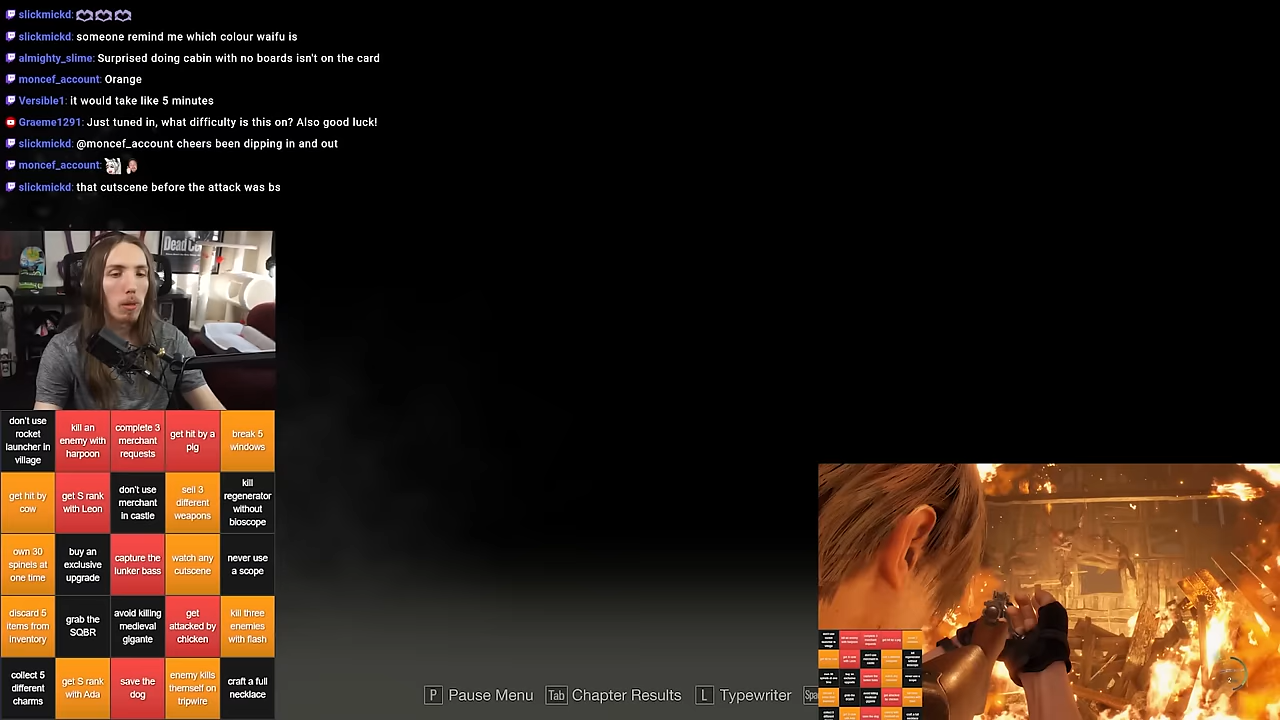 slickmickd:
slickmickd: someone remind me which colour waifu is
almighty_slime: Surprised doing cabin with no boards isn't on the card
moncef_account: Orange
Versible1: it would take like 5 minutes
Graeme1291: Just tuned in, what difficulty is this on? Also good luck!
slickmickd: @moncef_account cheers been dipping in and out
moncef_account:
slickmickd: that cutscene before the attack was bs
Dead Ce
don't use
rocket
launcher in
village
kill an
enemy with
harpoon
complete 3
merchant
requests
get hit by a
pig
break 5
windows
get hit by
cow
get S rank
with Leon
don't use
merchant
in castle
sell 3
different
weapons
kill
regenerator
without
bioscope
own 30
spinels at
one time
buy an
exclusive
upgrade
capture the
lunker bass
watch any
cutscene
never use
a scope
discard 5
items from
inventory
grab the
SQBR
avoid killing
medieval
gigante
get
attacked by
chicken
kill three
enemies
with flash
collect 5
different
charms
get S rank
with Ada
save the
dog
enemy kills
themself on
tripwire
craft a full
necklace
P Pause Menu Tab Chapter Results L Typewriter Spa